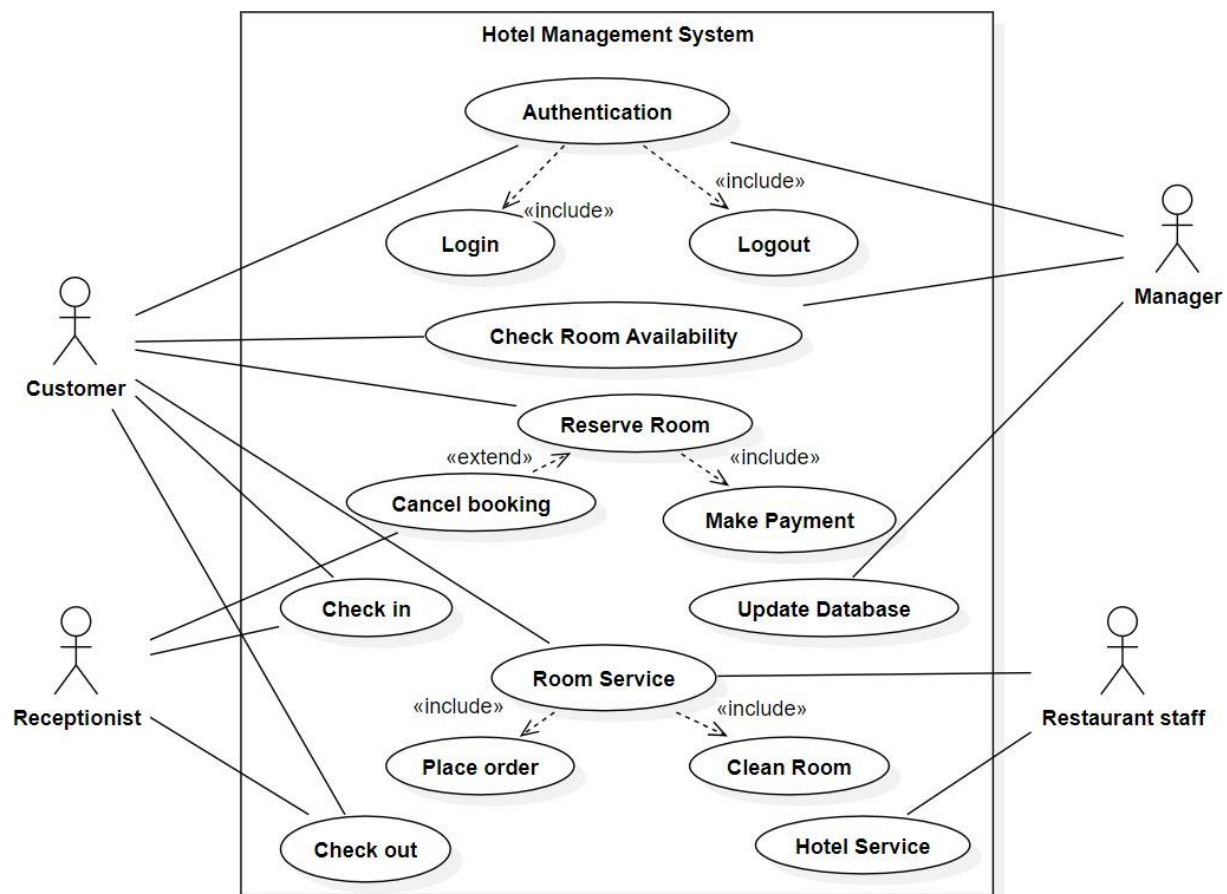 Hotel Management System
Authentication
«include»
«include»
Login
Logout
Manager
Customer
Check Room Availability
Reserve Room
«extend»
«include»
Cancel booking
Make Payment
Check in
Update Database
Receptionist
Room Service
Restaurant staff
«include»
«include»
Place order
Clean Room
Check out
Hotel Service